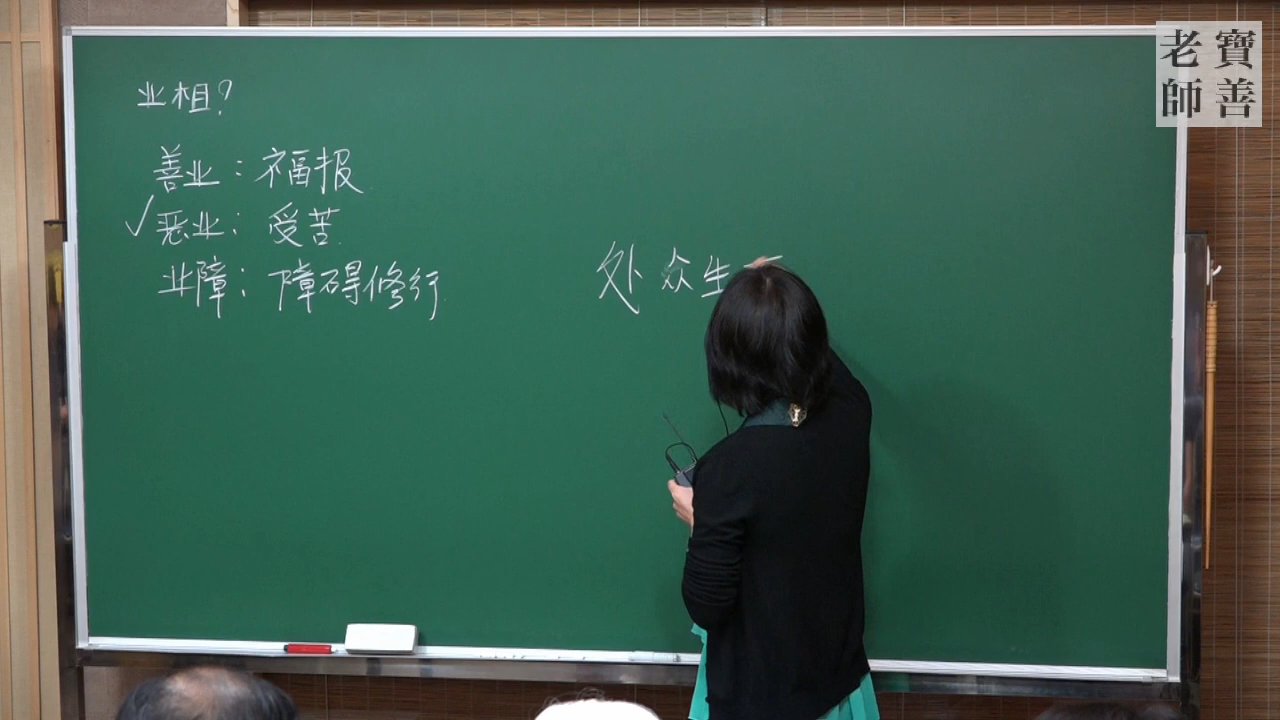 业相？
善业：福报
✓恶业：受苦
业障：障碍修行
处众生
寶善
老師